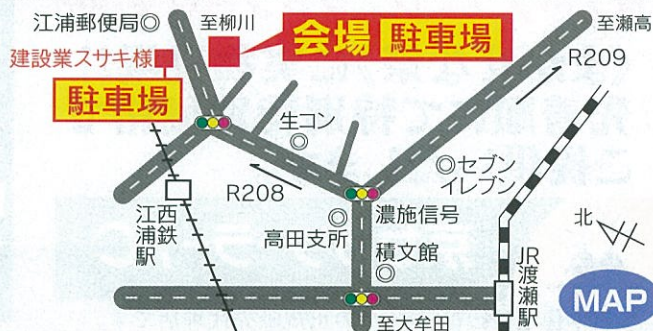 江浦郵便局◎
至柳川
会場 駐車場
至瀬高
建設業スサキ様
駐車場
R209
生コン
◎
◎セブン
イレブン
R208
濃施信号
◎
高田支所
西鉄
江浦駅
積文館
◎
北
JR渡瀬駅
MAP
至大牟田